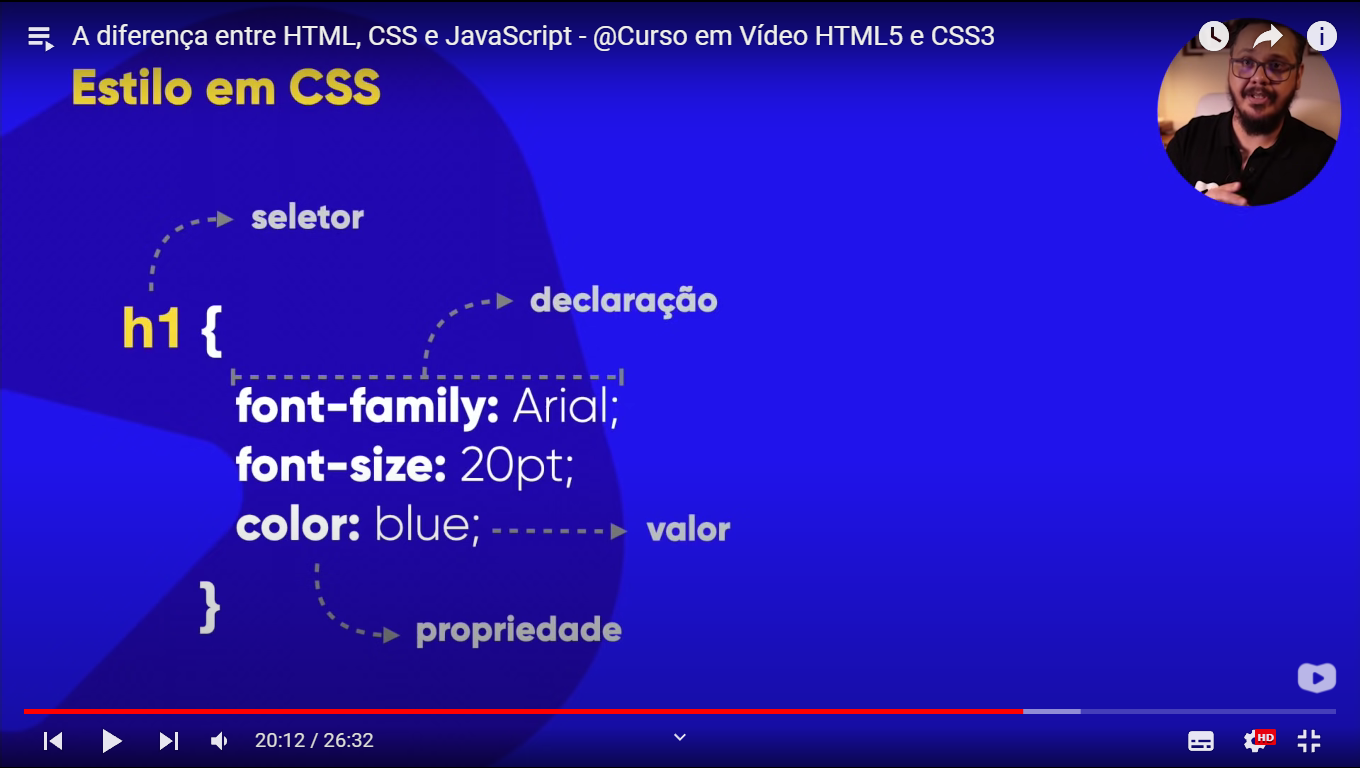 A diferença entre HTML, CSS e JavaScript - @Curso em Vídeo HTML5 e CSS3
Estilo em CSS
seletor
declaração
h1 {
font-family: Arial;
font-size: 20pt;
color: blue;
valor
}
propriedade
20:12 / 26:32
HD